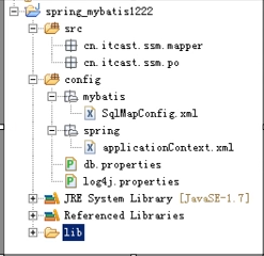 spring_mybatis1222
src
cn.itcast.ssm.mapper
cn.itcast.ssm.po
config
mybatis
SqlMapConfig.xml
spring
applicationContext.xml
db.properties
log4j.properties
JRE System Library [JavaSE-1.7]
Referenced Libraries
lib